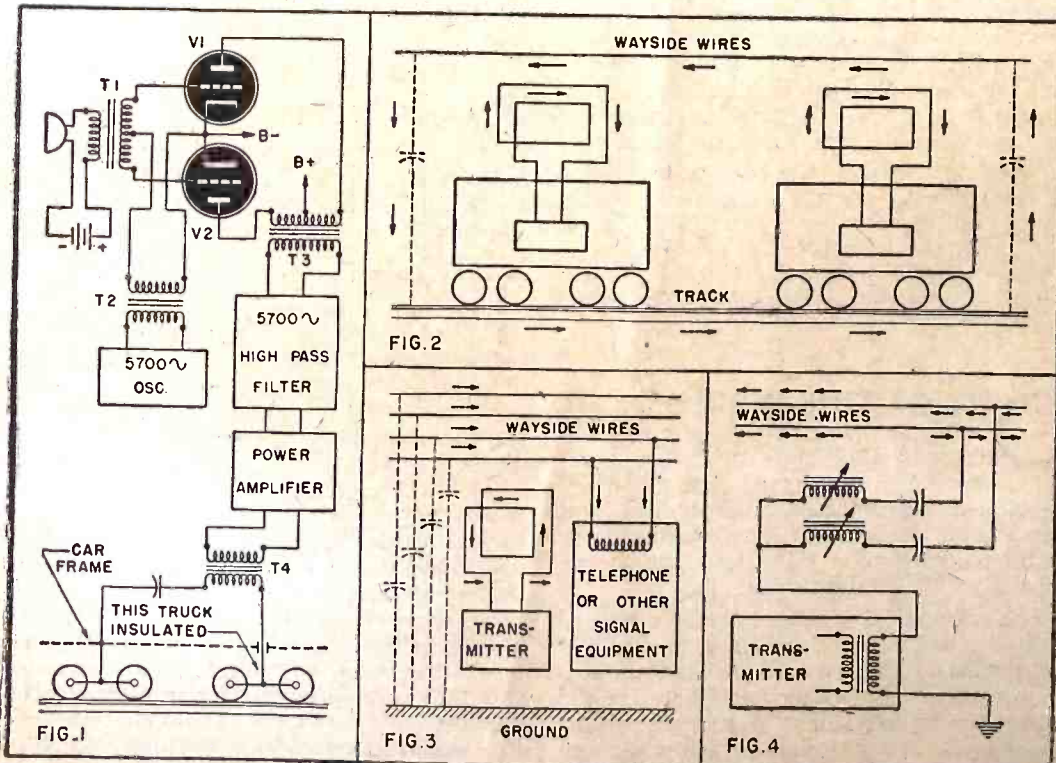 V1
T1
B-
B+
V2
T3
T2
5700~
OSC.
5700~
HIGH PASS
FILTER
POWER
AMPLIFIER
T4
CAR
FRAME
THIS TRUCK
INSULATED
- +
FIG.1
WAYSIDE WIRES
TRACK
FIG.2
WAYSIDE WIRES
TRANS-
MITTER
TELEPHONE
OR OTHER
SIGNAL
EQUIPMENT
GROUND
FIG.3
WAYSIDE WIRES
TRANS-
MITTER
FIG.4